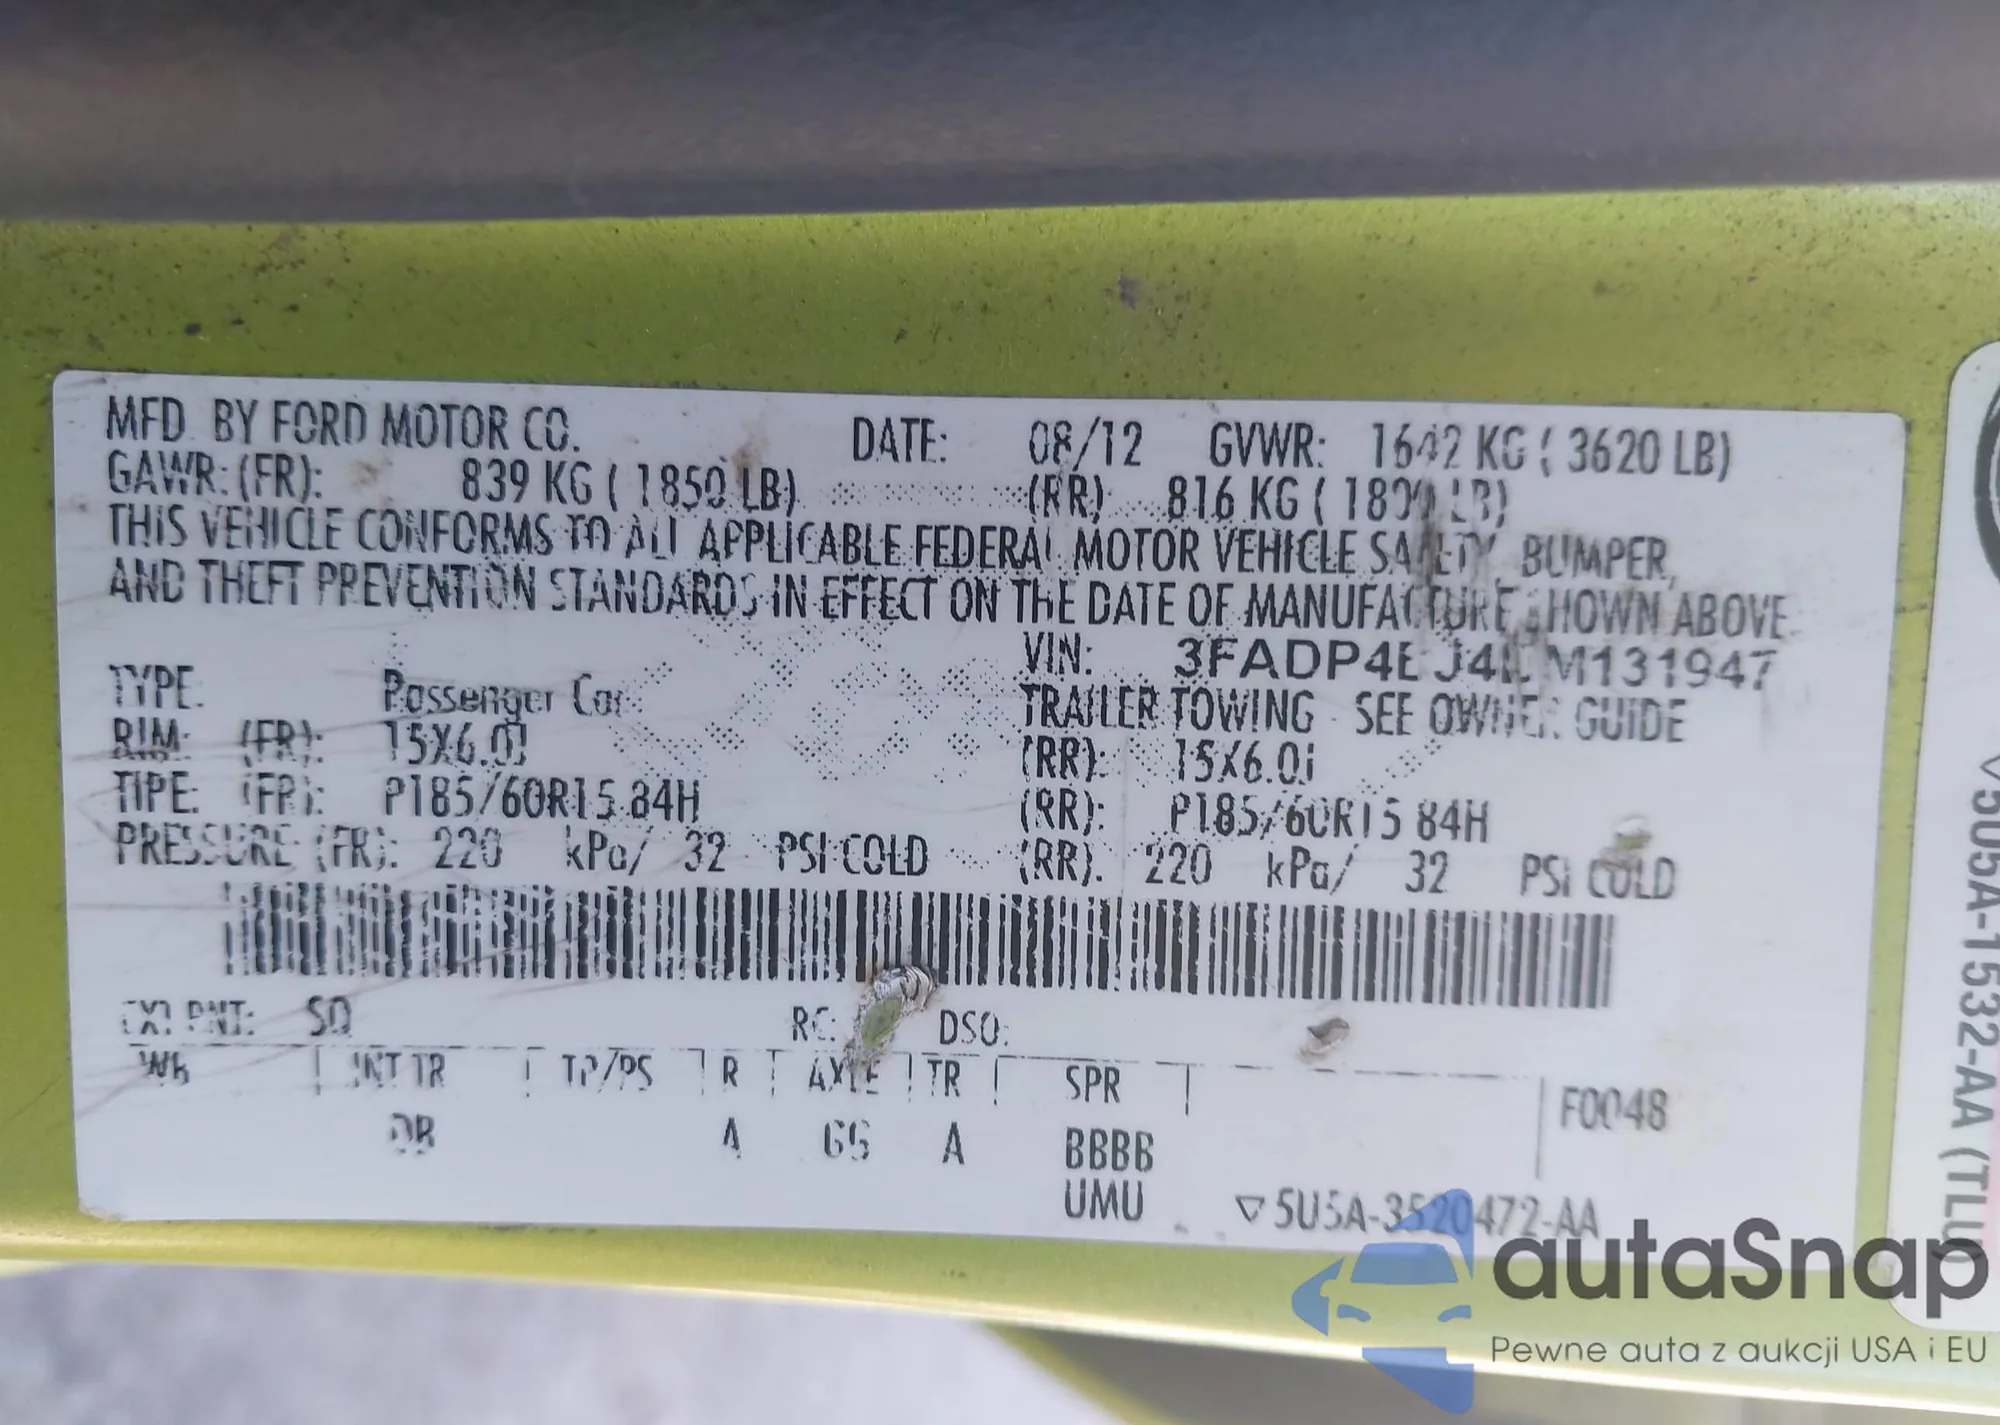 MFD. BY FORD MOTOR CO. DATE: 08/12 GVWR: 1642 KG ( 3620 LB)
GAWR: (FR): 839 KG ( 1850 LB) (RR): 816 KG ( 1800 LB)
THIS VEHICLE CONFORMS TO ALL APPLICABLE FEDERAL MOTOR VEHICLE SAFETY, BUMPER,
AND THEFT PREVENTION STANDARDS IN EFFECT ON THE DATE OF MANUFACTURE SHOWN ABOVE.
VIN: 3FADP4EJ4 M131947
TYPE: Passenger Car TRAILER TOWING - SEE OWNER GUIDE
RIM: (FR): 15X6.0J (RR): 15X6.0J
TIRE: (FR): P185/60R15 84H (RR): P185/60R15 84H
PRESSURE (FR): 220 kPa/ 32 PSI COLD (RR): 220 kPa/ 32 PSI COLD
EXT PNT: SQ RC: DSO:
WB INT TR TP/PS R AXLE TR SPR F0048
A A BBBB
UMU ▽5U5A-3520472-AA
▽5U5A-1532-AA (TLU)
autaSnap
Pewne auta z aukcji USA i EU